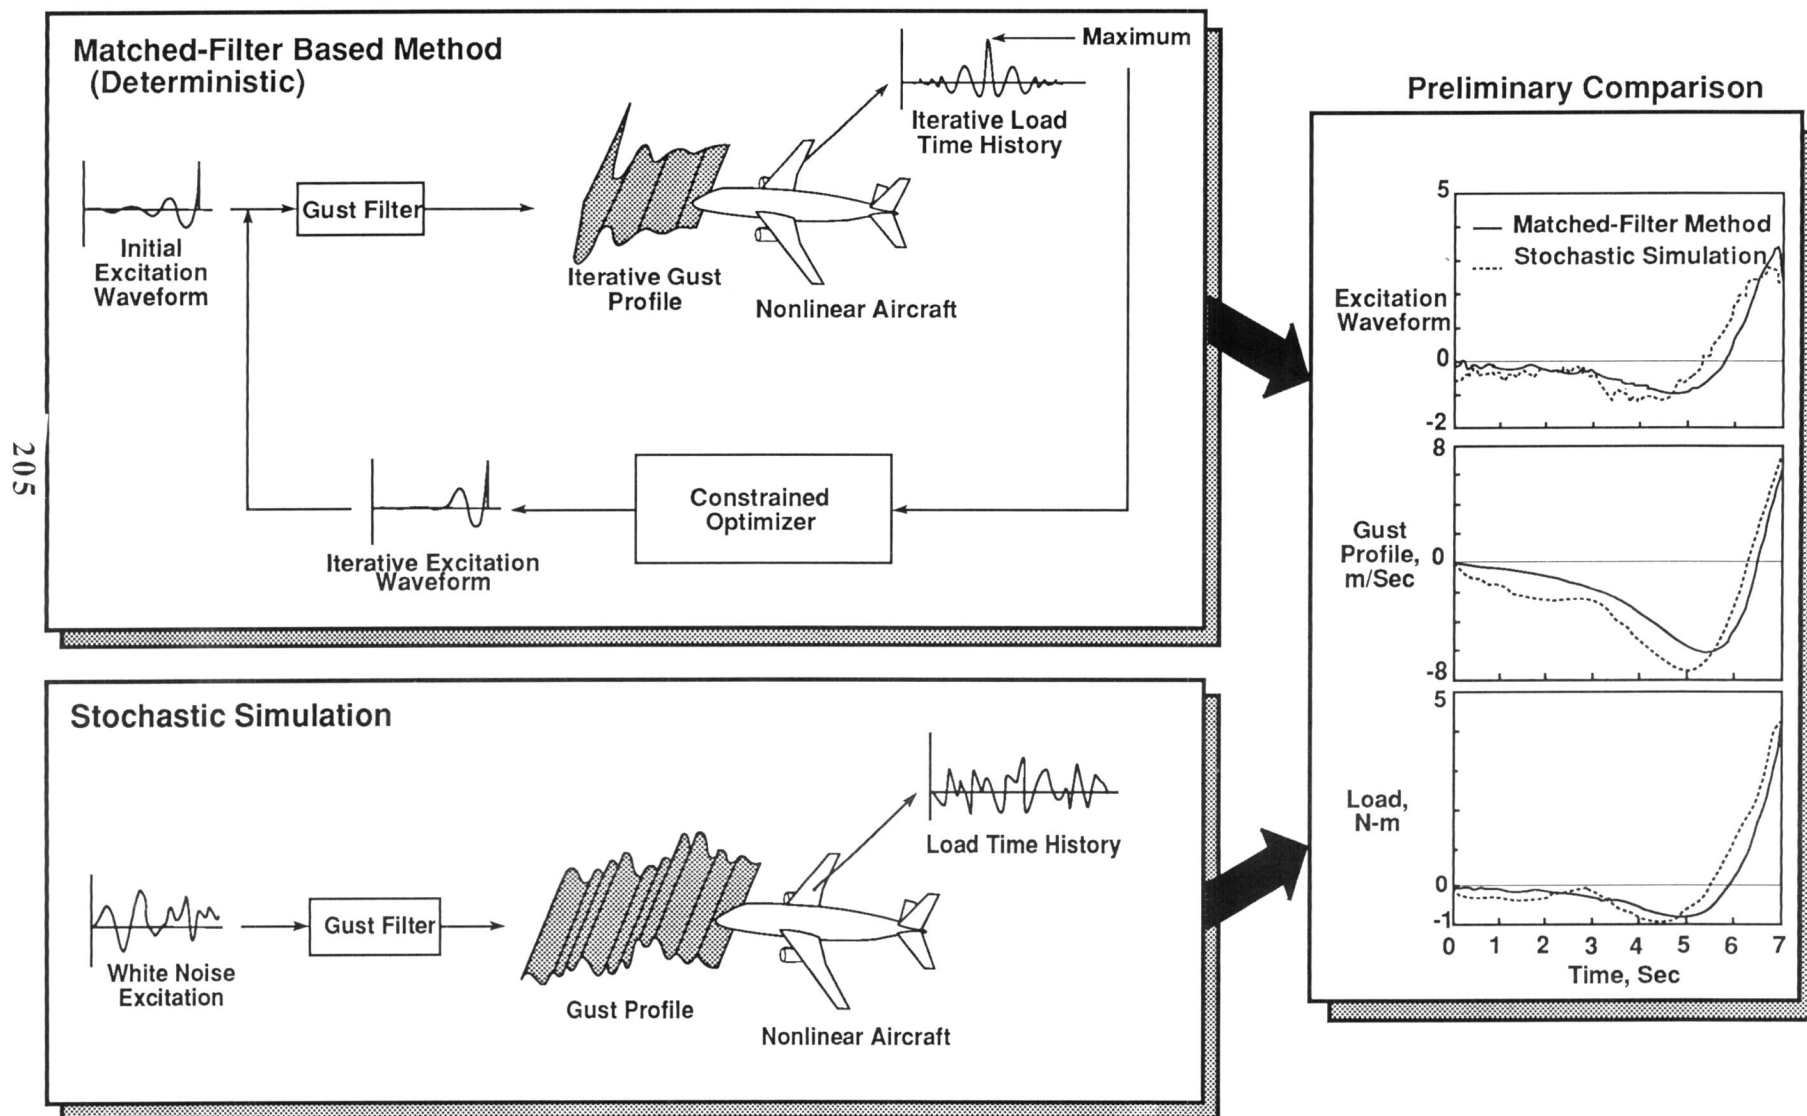 Matched-Filter Based Method
(Deterministic)
Maximum
Iterative Load
Time History
Initial
Excitation
Waveform
Gust Filter
Iterative Gust
Profile
Nonlinear Aircraft
Constrained
Optimizer
Iterative Excitation
Waveform
205
Stochastic Simulation
White Noise
Excitation
Gust Filter
Gust Profile
Load Time History
Nonlinear Aircraft
Preliminary Comparison
5
Matched-Filter Method
Stochastic Simulation
Excitation
Waveform
0
-2
8
Gust
Profile,
m/Sec
0
-8
5
Load,
N-m
0
-1
0 1 2 3 4 5 6 7
Time, Sec